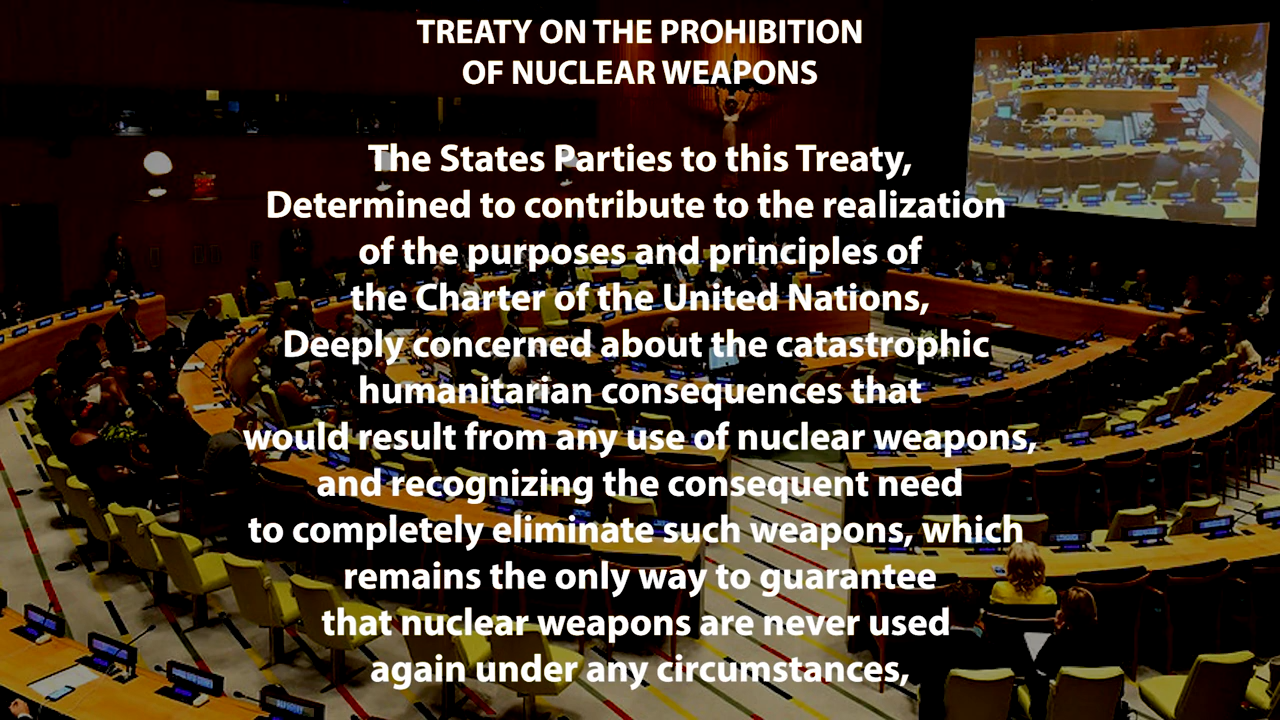 TREATY ON THE PROHIBITION
OF NUCLEAR WEAPONS
The States Parties to this Treaty,
Determined to contribute to the realization
of the purposes and principles of
the Charter of the United Nations,
Deeply concerned about the catastrophic
humanitarian consequences that
would result from any use of nuclear weapons,
and recognizing the consequent need
to completely eliminate such weapons, which
remains the only way to guarantee
that nuclear weapons are never used
again under any circumstances,